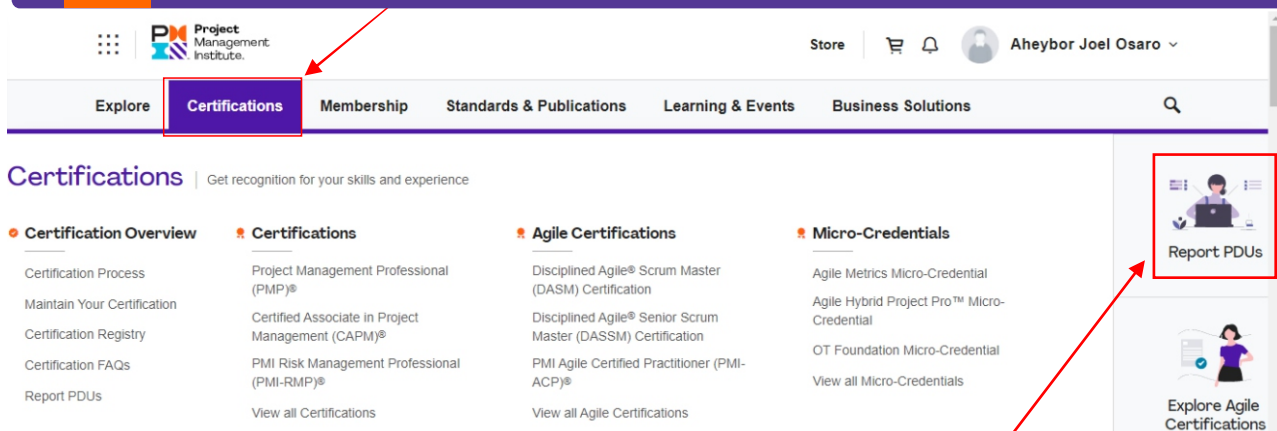 Project
Management
Institute.
Store
Aheybor Joel Osaro
Explore
Certifications
Membership
Standards & Publications
Learning & Events
Business Solutions
Certifications | Get recognition for your skills and experience
Certification Overview
Certification Process
Maintain Your Certification
Certification Registry
Certification FAQs
Report PDUs
Certifications
Project Management Professional
(PMP)®
Certified Associate in Project
Management (CAPM)®
PMI Risk Management Professional
(PMI-RMP)®
View all Certifications
Agile Certifications
Disciplined Agile® Scrum Master
(DASM) Certification
Disciplined Agile® Senior Scrum
Master (DASSM) Certification
PMI Agile Certified Practitioner (PMI-
ACP)®
View all Agile Certifications
Micro-Credentials
Agile Metrics Micro-Credential
Agile Hybrid Project Pro™ Micro-
Credential
OT Foundation Micro-Credential
View all Micro-Credentials
Report PDUs
Explore Agile
Certifications